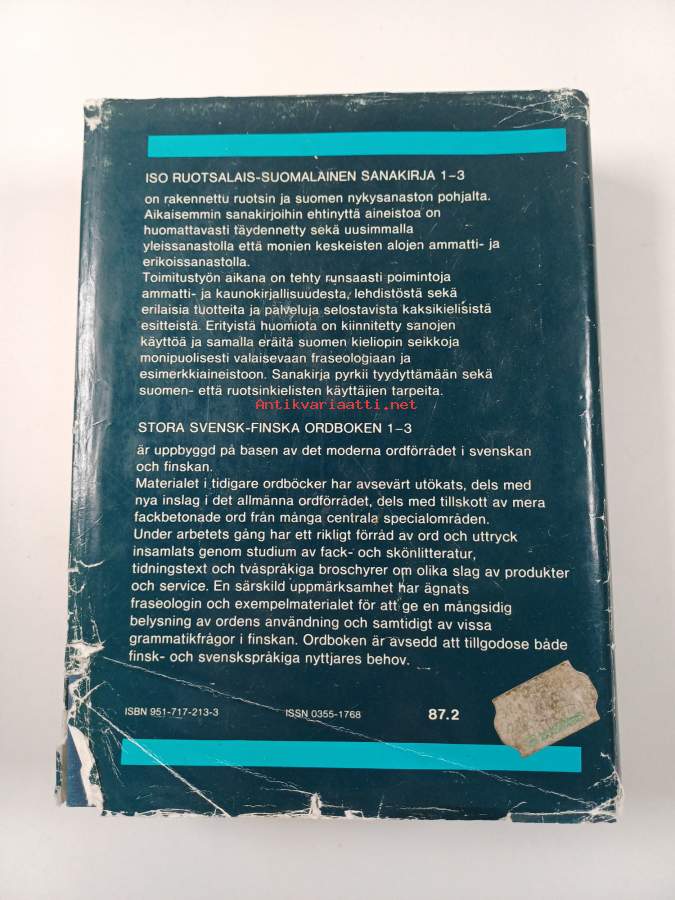 ISO RUOTSALAIS-SUOMALAINEN SANAKIRJA 1–3
on rakennettu ruotsin ja suomen nykysanaston pohjalta.
Aikaisemmin sanakirjoihin ehtinyttä aineistoa on
huomattavasti täydennetty sekä uusimmalla
yleissanastolla että monien keskeisten alojen ammatti- ja
erikoissanastolla.
Toimitustyön aikana on tehty runsaasti poimintoja
ammatti- ja kaunokirjallisuudesta, lehdistöstä sekä
erilaisia tuotteita ja palveluja selostavista kaksikielisistä
esitteistä. Erityistä huomiota on kiinnitetty sanojen
käyttöä ja samalla eräitä suomen kieliopin seikkoja
monipuolisesti valaisevaan fraseologiaan ja
esimerkkiaineistoon. Sanakirja pyrkii tyydyttämään sekä
suomen- että ruotsinkielisten käyttäjien tarpeita.
Antikvariaatti.net
STORA SVENSK-FINSKA ORDBOKEN 1–3
är uppbyggd på basen av det moderna ordförrådet i svenskan
och finskan.
Materialet i tidigare ordböcker har avsevärt utökats, dels med
nya inslag i det allmänna ordförrådet, dels med tillskott av mera
fackbetonade ord från många centrala specialområden.
Under arbetets gång har ett rikligt förråd av ord och uttryck
insamlats genom studium av fack- och skönlitteratur,
tidningstext och tvåspråkiga broschyrer om olika slag av produkter
och service. En särskild uppmärksamhet har ägnats
fraseologin och exempelmaterialet för att ge en mångsidig
belysning av ordens användning och samtidigt av vissa
grammatikfrågor i finskan. Ordboken är avsedd att tillgodose både
finsk- och svenskspråkiga nyttjares behov.
ISBN 951-717-213-3 ISSN 0355-1768 87.2